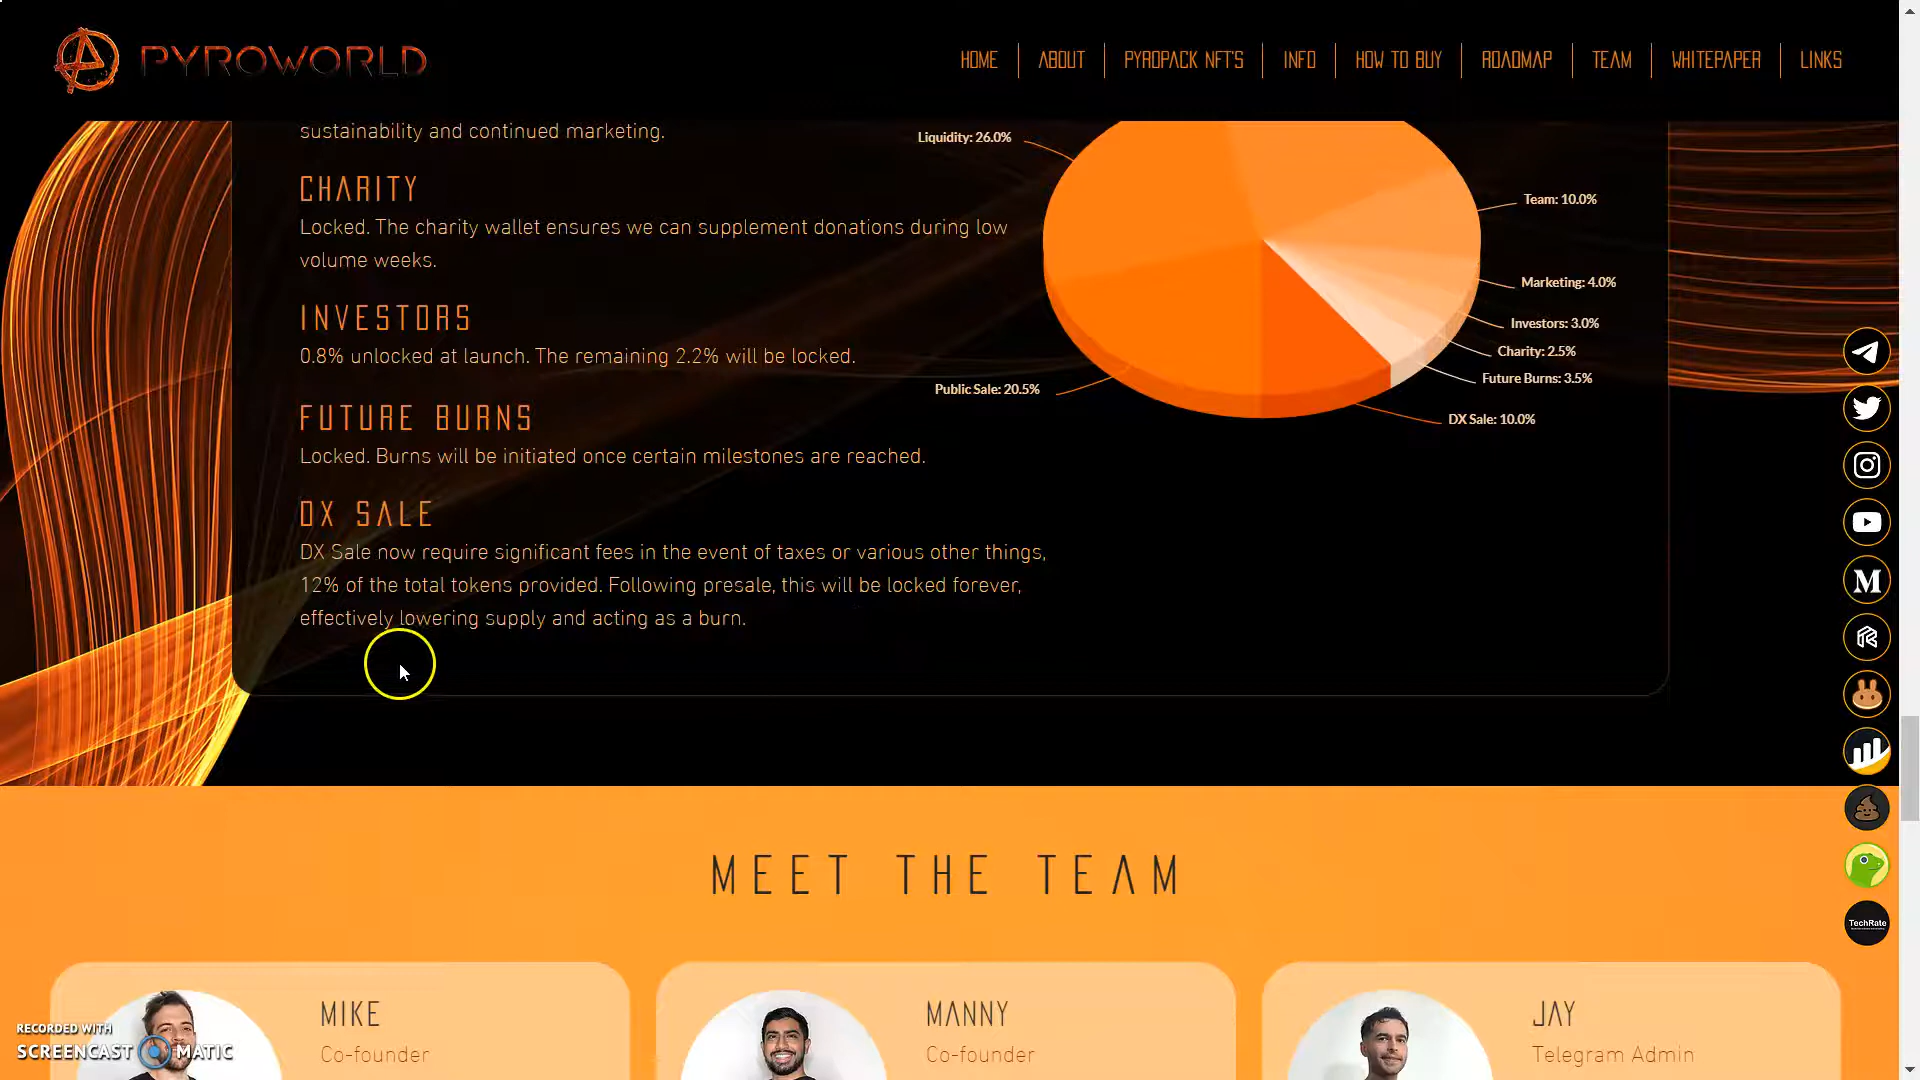 PYROWORLD
HOME
ABOUT
PYROPACK NFT'S
INFO
HOW TO BUY
ROADMAP
TEAM
WHITEPAPER
LINKS
sustainability and continued marketing.
CHARITY
Locked. The charity wallet ensures we can supplement donations during low
volume weeks.
INVESTORS
0.8% unlocked at launch. The remaining 2.2% will be locked.
FUTURE BURNS
Locked. Burns will be initiated once certain milestones are reached.
DX SALE
DX Sale now require significant fees in the event of taxes or various other things,
12% of the total tokens provided. Following presale, this will be locked forever,
effectively lowering supply and acting as a burn.
Liquidity: 26.0%
Team: 10.0%
Marketing: 4.0%
Investors: 3.0%
Charity: 2.5%
Future Burns: 3.5%
DX Sale: 10.0%
Public Sale: 20.5%
M
TechRate
MEET THE TEAM
MIKE
Co-founder
MANNY
Co-founder
JAY
Telegram Admin
RECORDED WITH
SCREENCAST MATIC